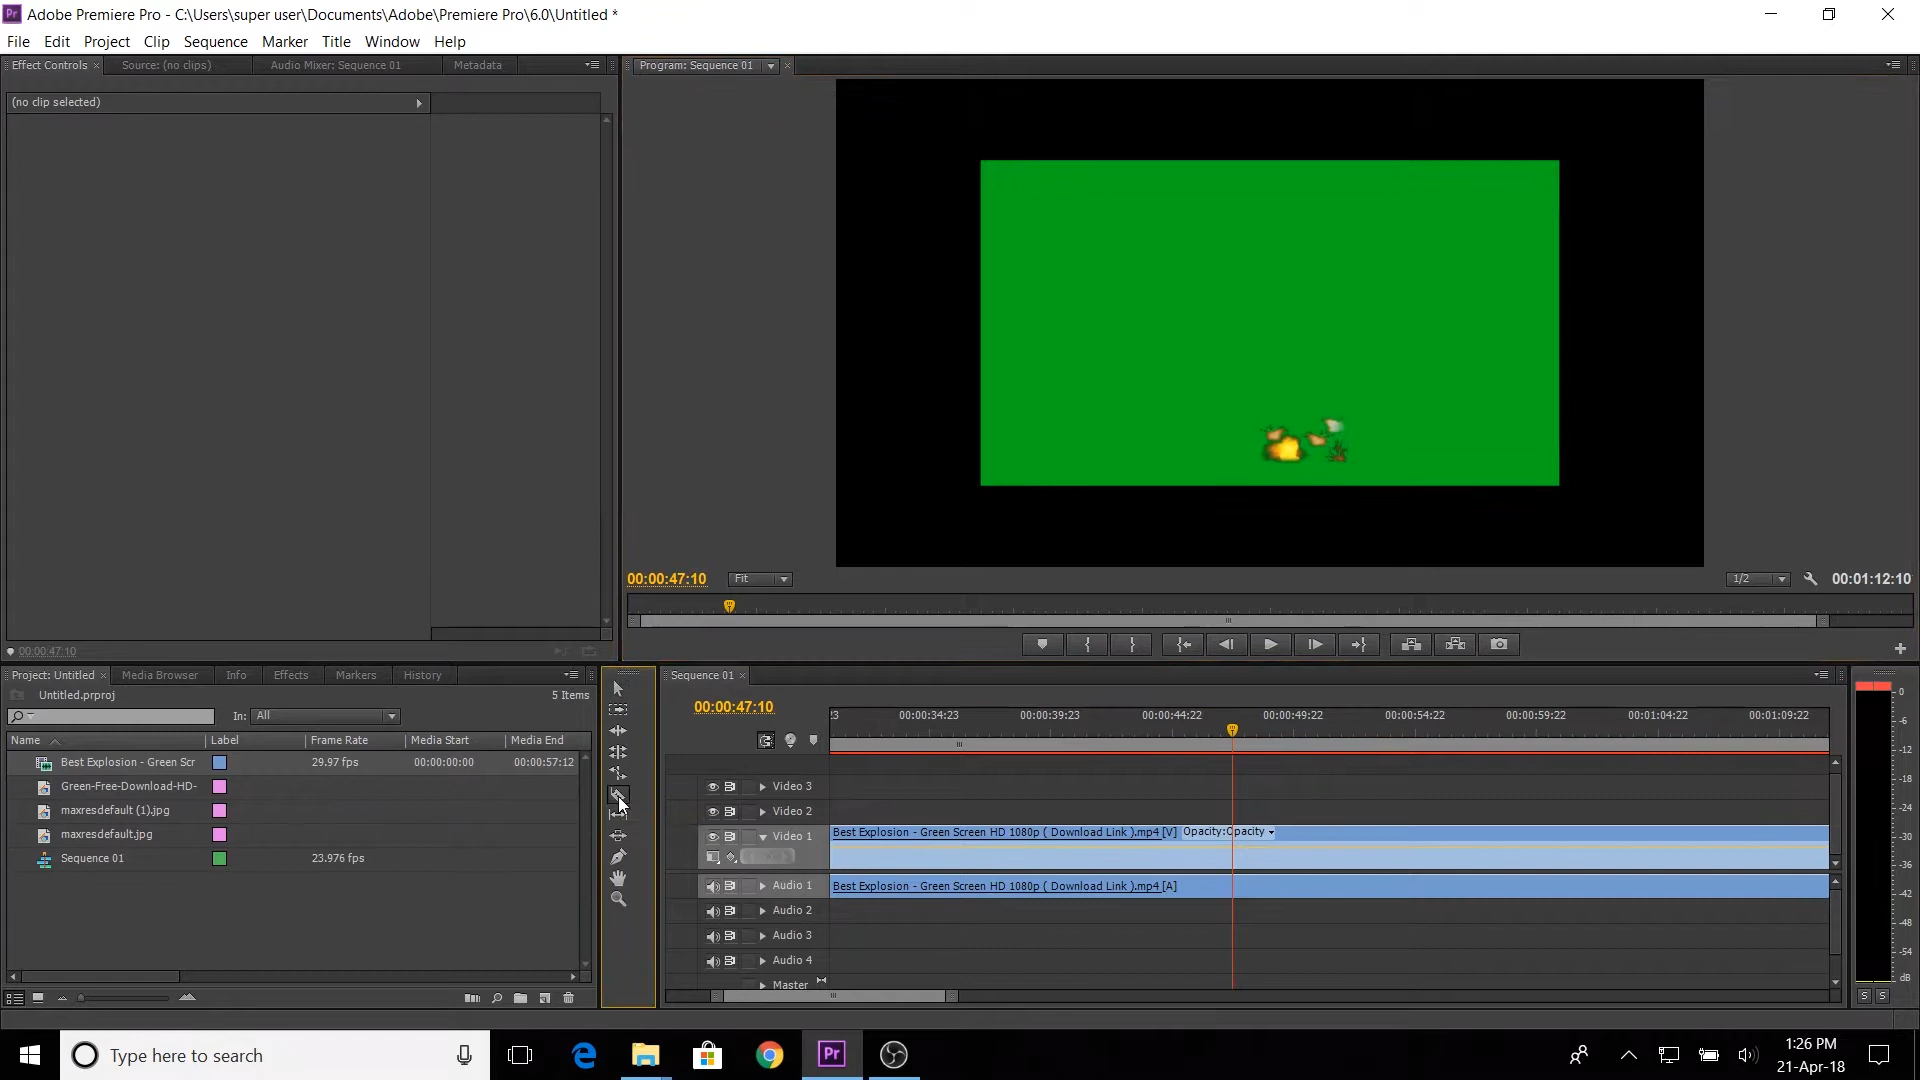 Adobe Premiere Pro - C:\Users\super user\Documents\Adobe\Premiere Pro\6.0\Untitled *
File Edit Project Clip Sequence Marker Title Window Help
Effect Controls Source: (no clips) Audio Mixer: Sequence 01 Metadata
(no clip selected)
00:00:47:10
Program: Sequence 01
00:00:47:10 Fit 1/2 00:01:12:10
Project: Untitled Media Browser Info Effects Markers History
Untitled.prproj 5 Items
In: All
Name Label Frame Rate Media Start Media End
Best Explosion - Green Scr 29.97 fps 00:00:00:00 00:00:57:12
Green-Free-Download-HD-
maxresdefault (1).jpg
maxresdefault.jpg
Sequence 01 23.976 fps
Sequence 01
00:00:47:10
23 00:00:34:23 00:00:39:23 00:00:44:22 00:00:49:22 00:00:54:22 00:00:59:22 00:01:04:22 00:01:09:22
Video 3
Video 2
Video 1 Best Explosion - Green Screen HD 1080p ( Download Link ).mp4 [V] Opacity:Opacity
Audio 1 Best Explosion - Green Screen HD 1080p ( Download Link ).mp4 [A]
Audio 2
Audio 3
Audio 4
Master
0
-6
-12
-18
-24
-30
-36
-42
-48
-54
dB
S S
Type here to search
Pr
1:26 PM
21-Apr-18